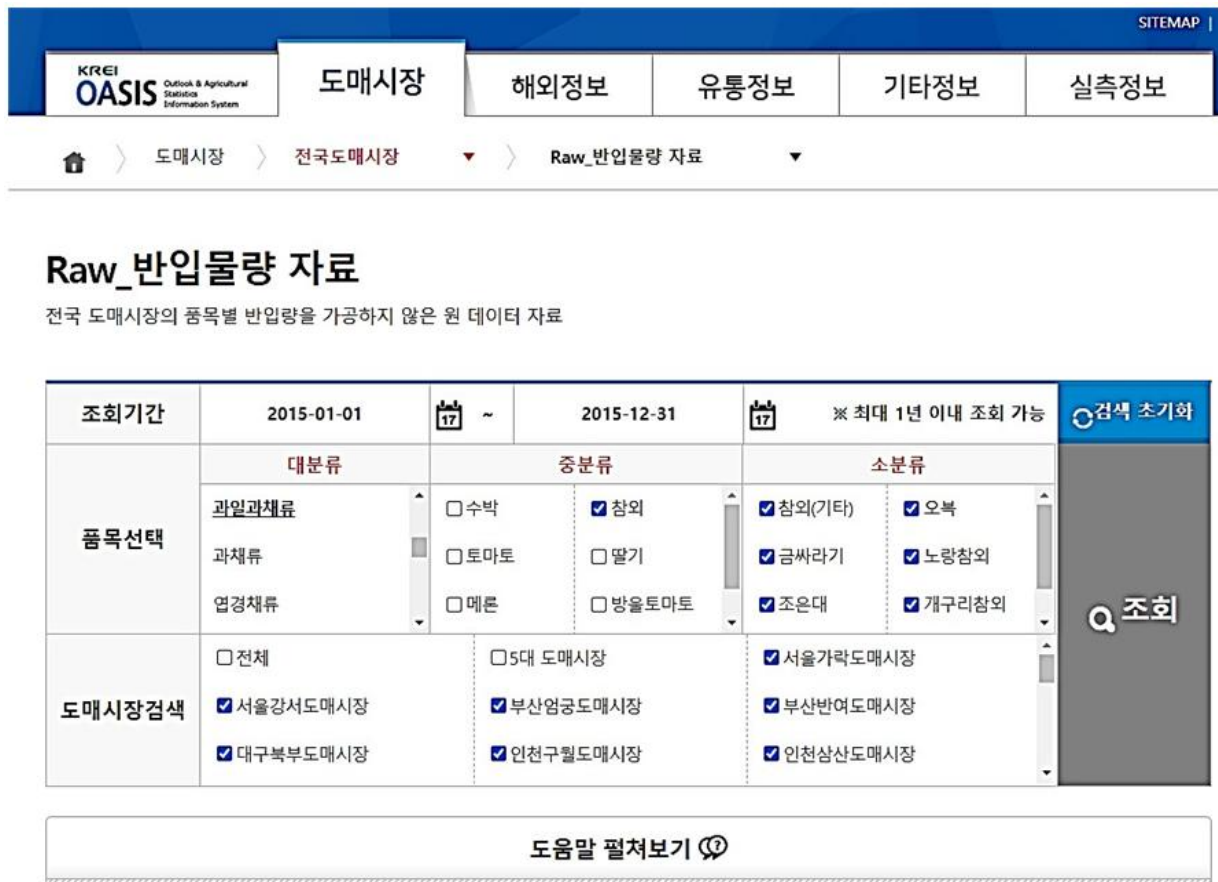 SITEMAP |
KREI
OASIS Outlook & Agricultural Statistics Information System
도매시장 해외정보 유통정보 기타정보 실측정보
도매시장 전국도매시장 ▼ Raw_반입물량 자료 ▼
Raw_반입물량 자료
전국 도매시장의 품목별 반입량을 가공하지 않은 원 데이터 자료
조회기간 2015-01-01 17 ~ 2015-12-31 17 ※ 최대 1년 이내 조회 가능 검색 초기화
대분류 중분류 소분류
품목선택
과일과채류 수박 참외 참외(기타) 오복
과채류 토마토 딸기 금싸라기 노랑참외
엽경채류 메론 방울토마토 조은대 개구리참외
조회
도매시장검색
전체 5대 도매시장 서울가락도매시장
서울강서도매시장 부산엄궁도매시장 부산반여도매시장
대구북부도매시장 인천구월도매시장 인천삼산도매시장
도움말 펼쳐보기